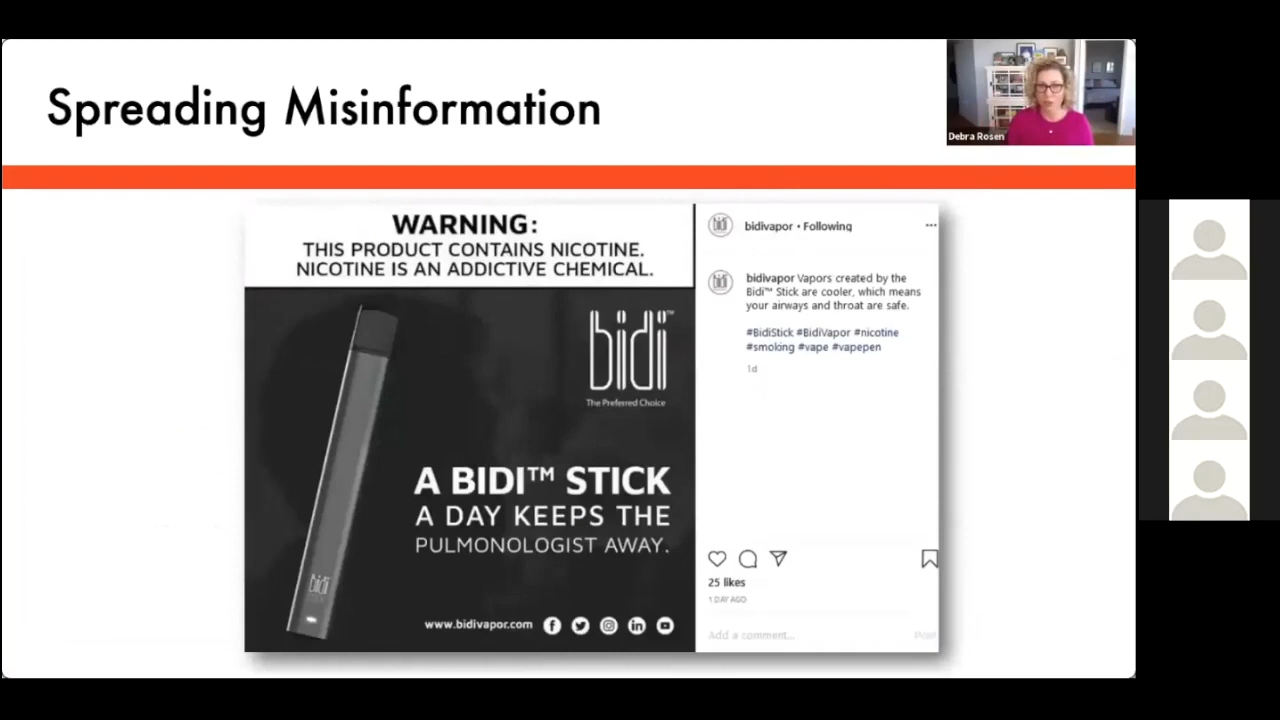 Spreading Misinformation
Debra Rosen
WARNING:
THIS PRODUCT CONTAINS NICOTINE.
NICOTINE IS AN ADDICTIVE CHEMICAL.
bidi™
The Preferred Choice
A BIDI™ STICK
A DAY KEEPS THE
PULMONOLOGIST AWAY.
bidi
www.bidivapor.com
bidi
bidivapor • Following
bidi
bidivapor Vapors created by the
Bidi™ Stick are cooler, which means
your airways and throat are safe.
#BidiStick #BidiVapor #nicotine
#smoking #vape #vapepen
1d
25 likes
1 DAY AGO
Add a comment...
Post